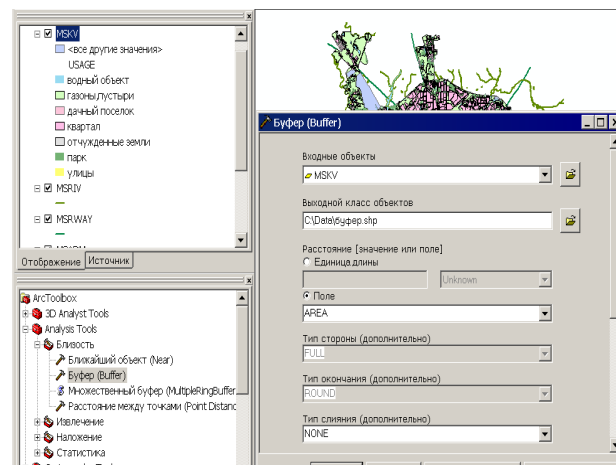 MSKV
<все другие значения>
USAGE
водный объект
газоны,пустыри
дачный поселок
квартал
отчужденные земли
парк
улицы
MSRIV
MSRWAY
Отображение
Источник
ArcToolbox
3D Analyst Tools
Analysis Tools
Близость
Ближайший объект (Near)
Буфер (Buffer)
Множественный буфер (MultipleRingBuffer
Расстояние между точками (Point Distanc
Извлечение
Наложение
Статистика
Буфер (Buffer)
Входные объекты
MSKV
Выходной класс объектов
C:\Data\буфер.shp
Расстояние [значение или поле]
Единица длины
Unknown
Поле
AREA
Тип стороны (дополнительно)
FULL
Тип окончания (дополнительно)
ROUND
Тип слияния (дополнительно)
NONE